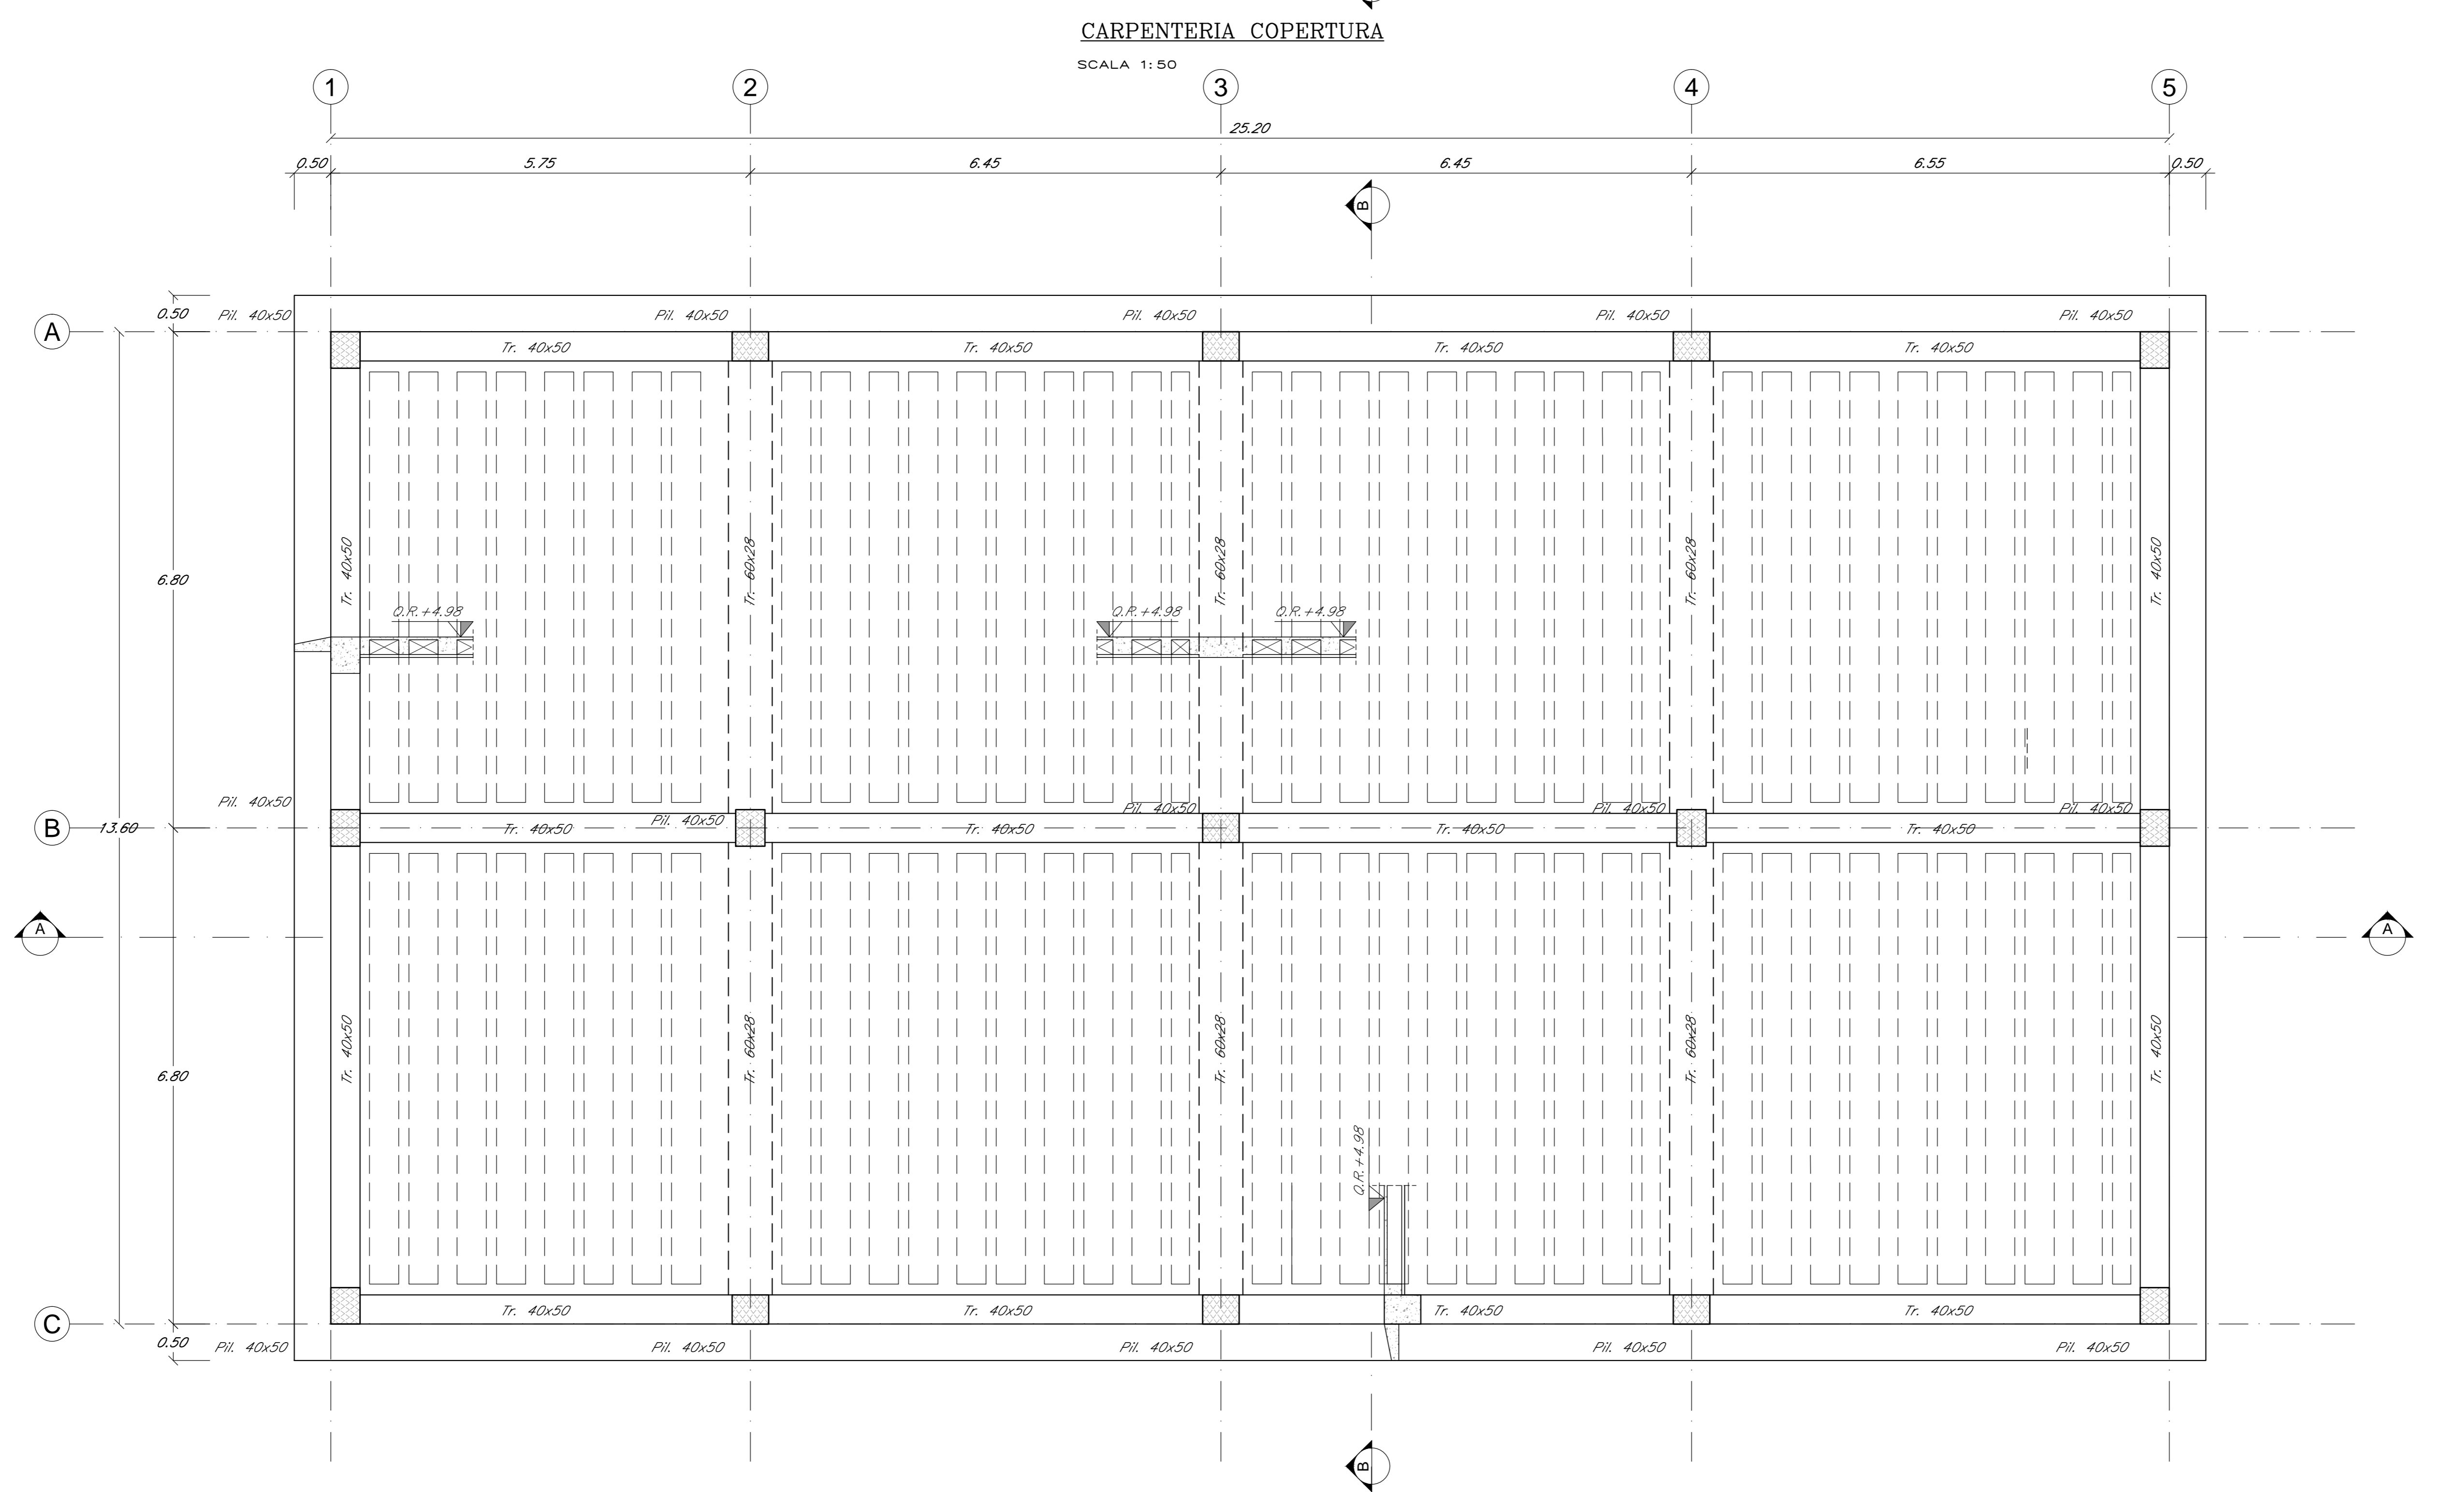 CARPENTERIA COPERTURA
SCALA 1:50
1 2 3 4 5
25.20
0.50 5.75 6.45 6.45 6.55 0.50
B
0.50 Pil. 40x50 Pil. 40x50 Pil. 40x50 Pil. 40x50 Pil. 40x50
A
Tr. 40x50 Tr. 40x50 Tr. 40x50 Tr. 40x50
6.80 Tr. 40x50 Tr. 60x28 Tr. 60x28 Tr. 60x28 Tr. 40x50
Q.R.+4.98 Q.R.+4.98 Q.R.+4.98
Pil. 40x50 Pil. 40x50 Pil. 40x50 Pil. 40x50 Pil. 40x50
B 13.60 Tr. 40x50 Tr. 40x50 Tr. 40x50 Tr. 40x50
A A
6.80 Tr. 40x50 Tr. 60x28 Tr. 60x28 Tr. 60x28 Tr. 40x50
Q.R.+4.98
Tr. 40x50 Tr. 40x50 Tr. 40x50 Tr. 40x50
C
0.50 Pil. 40x50 Pil. 40x50 Pil. 40x50 Pil. 40x50 Pil. 40x50
B